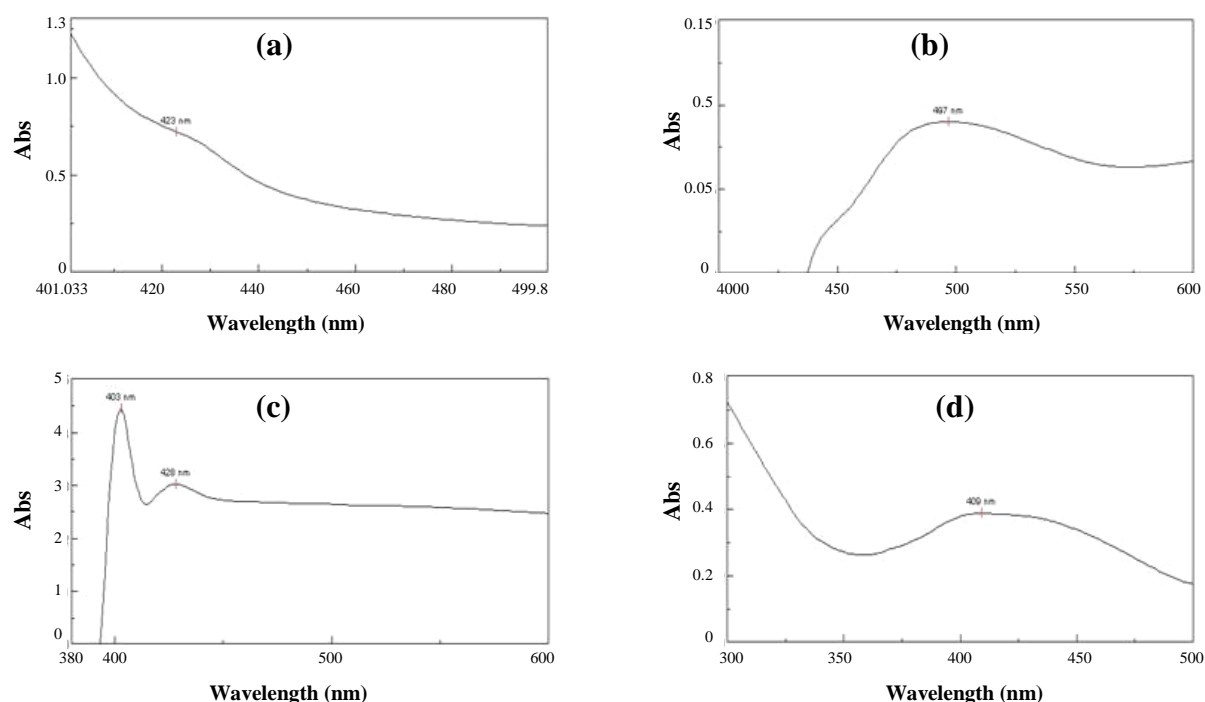 (a)
1.3
1.0
0.5
0
Abs
423 nm
401.033 420 440 460 480 499.8
Wavelength (nm)
(b)
0.15
0.5
0.05
0
Abs
497 nm
4000 450 500 550 600
Wavelength (nm)
(c)
5
4
3
2
1
0
Abs
403 nm
428 nm
380 400 500 600
Wavelength (nm)
(d)
0.8
0.6
0.4
0.2
0
Abs
409 nm
300 350 400 450 500
Wavelength (nm)